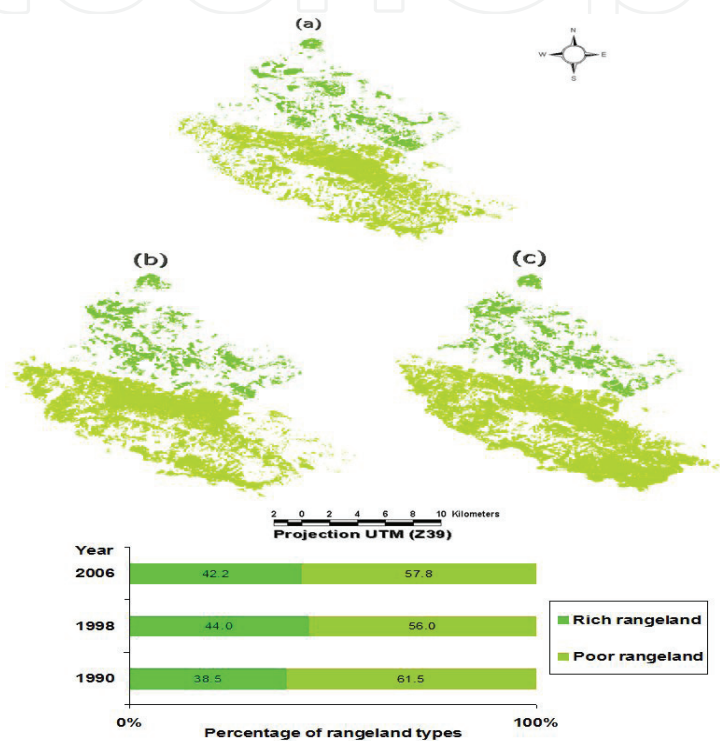 (a)
N
W E
S
(b) (c)
2 0 2 4 6 8 10 Kilometers
Projection UTM (Z39)
Year
2006 42.2 57.8
1998 44.0 56.0
1990 38.5 61.5
Rich rangeland
Poor rangeland
0% 100%
Percentage of rangeland types